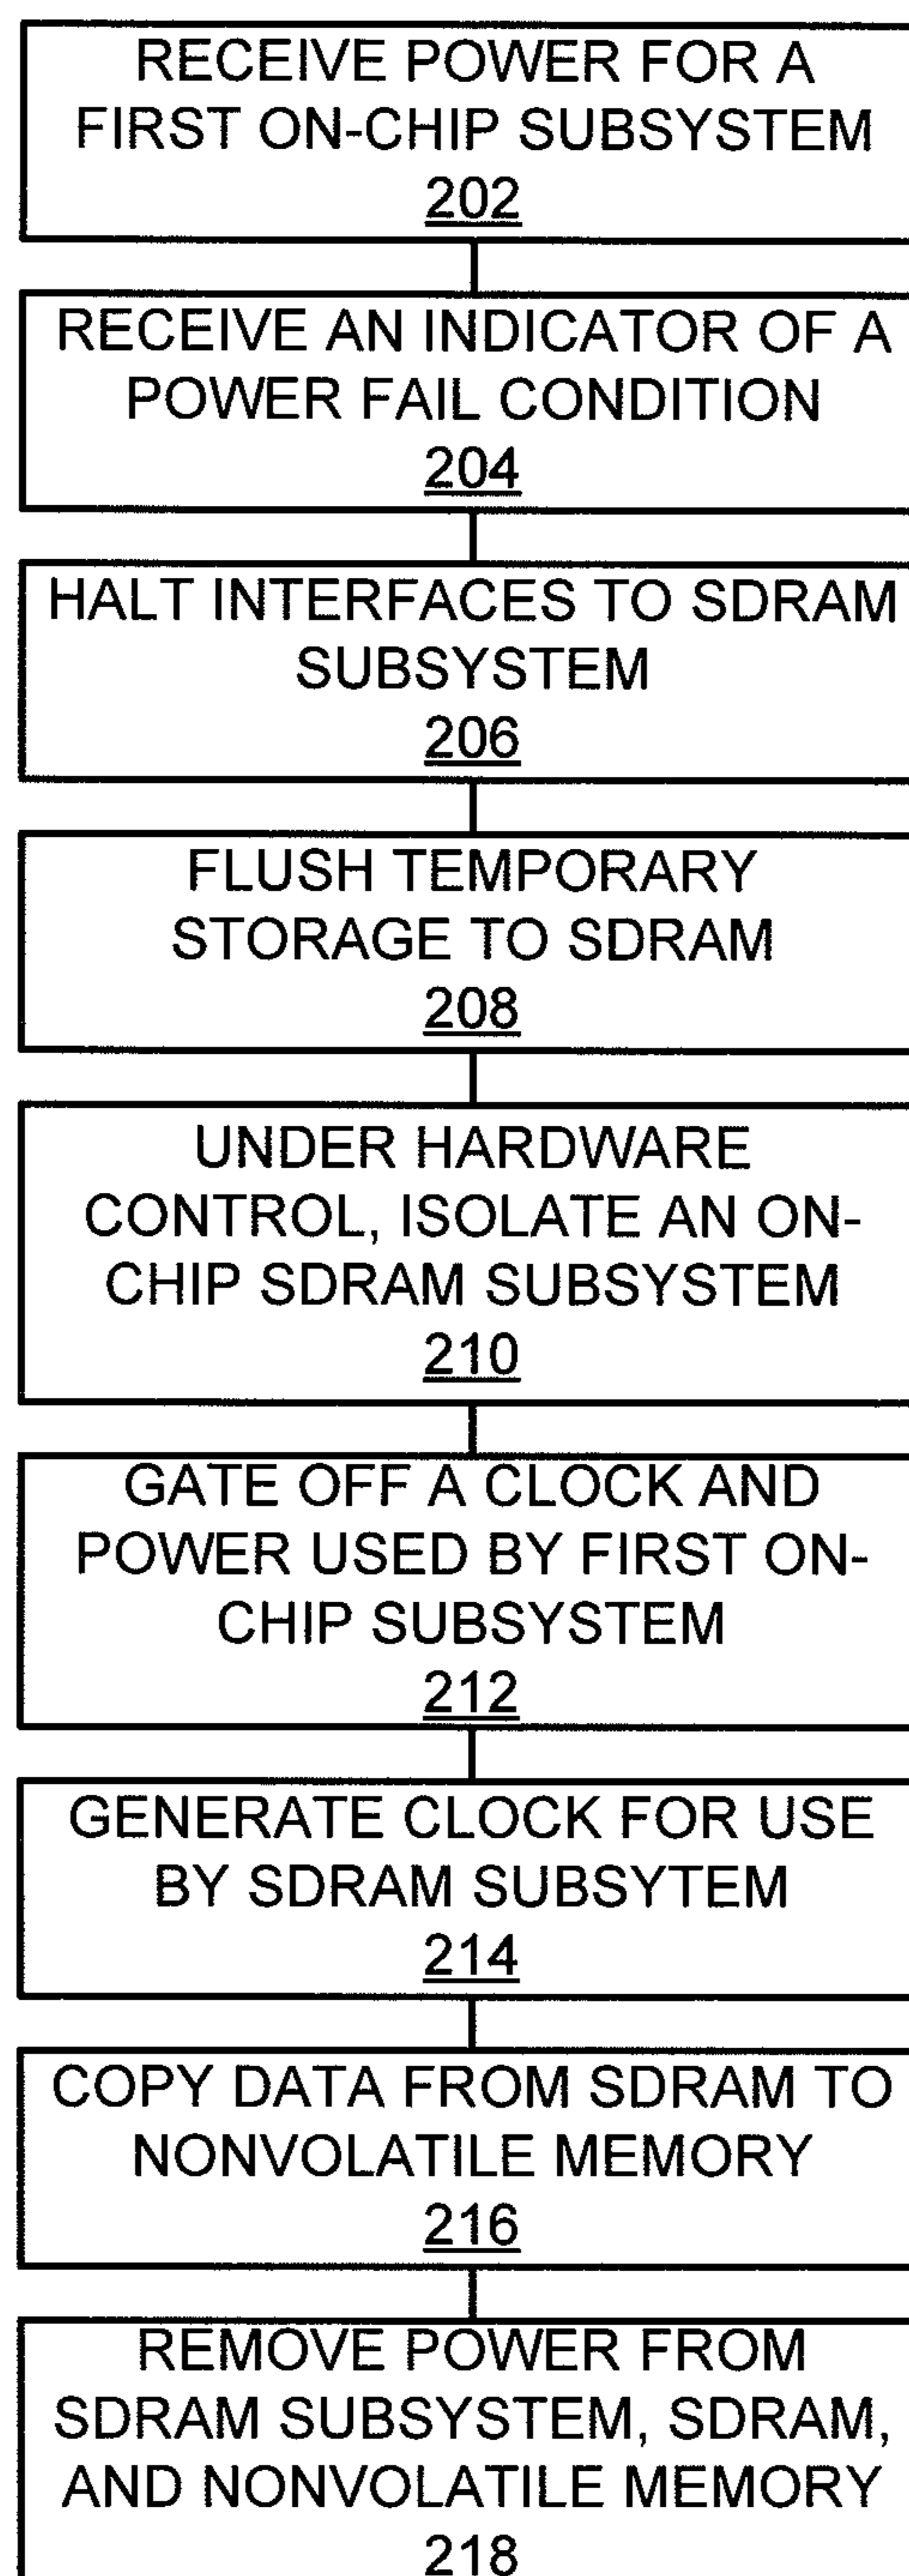 RECEIVE POWER FOR A
FIRST ON-CHIP SUBSYSTEM
202
RECEIVE AN INDICATOR OF A
POWER FAIL CONDITION
204
HALT INTERFACES TO SDRAM
SUBSYSTEM
206
FLUSH TEMPORARY
STORAGE TO SDRAM
208
UNDER HARDWARE
CONTROL, ISOLATE AN ON-
CHIP SDRAM SUBSYSTEM
210
GATE OFF A CLOCK AND
POWER USED BY FIRST ON-
CHIP SUBSYSTEM
212
GENERATE CLOCK FOR USE
BY SDRAM SUBSYTEM
214
COPY DATA FROM SDRAM TO
NONVOLATILE MEMORY
216
REMOVE POWER FROM
SDRAM SUBSYSTEM, SDRAM,
AND NONVOLATILE MEMORY
218